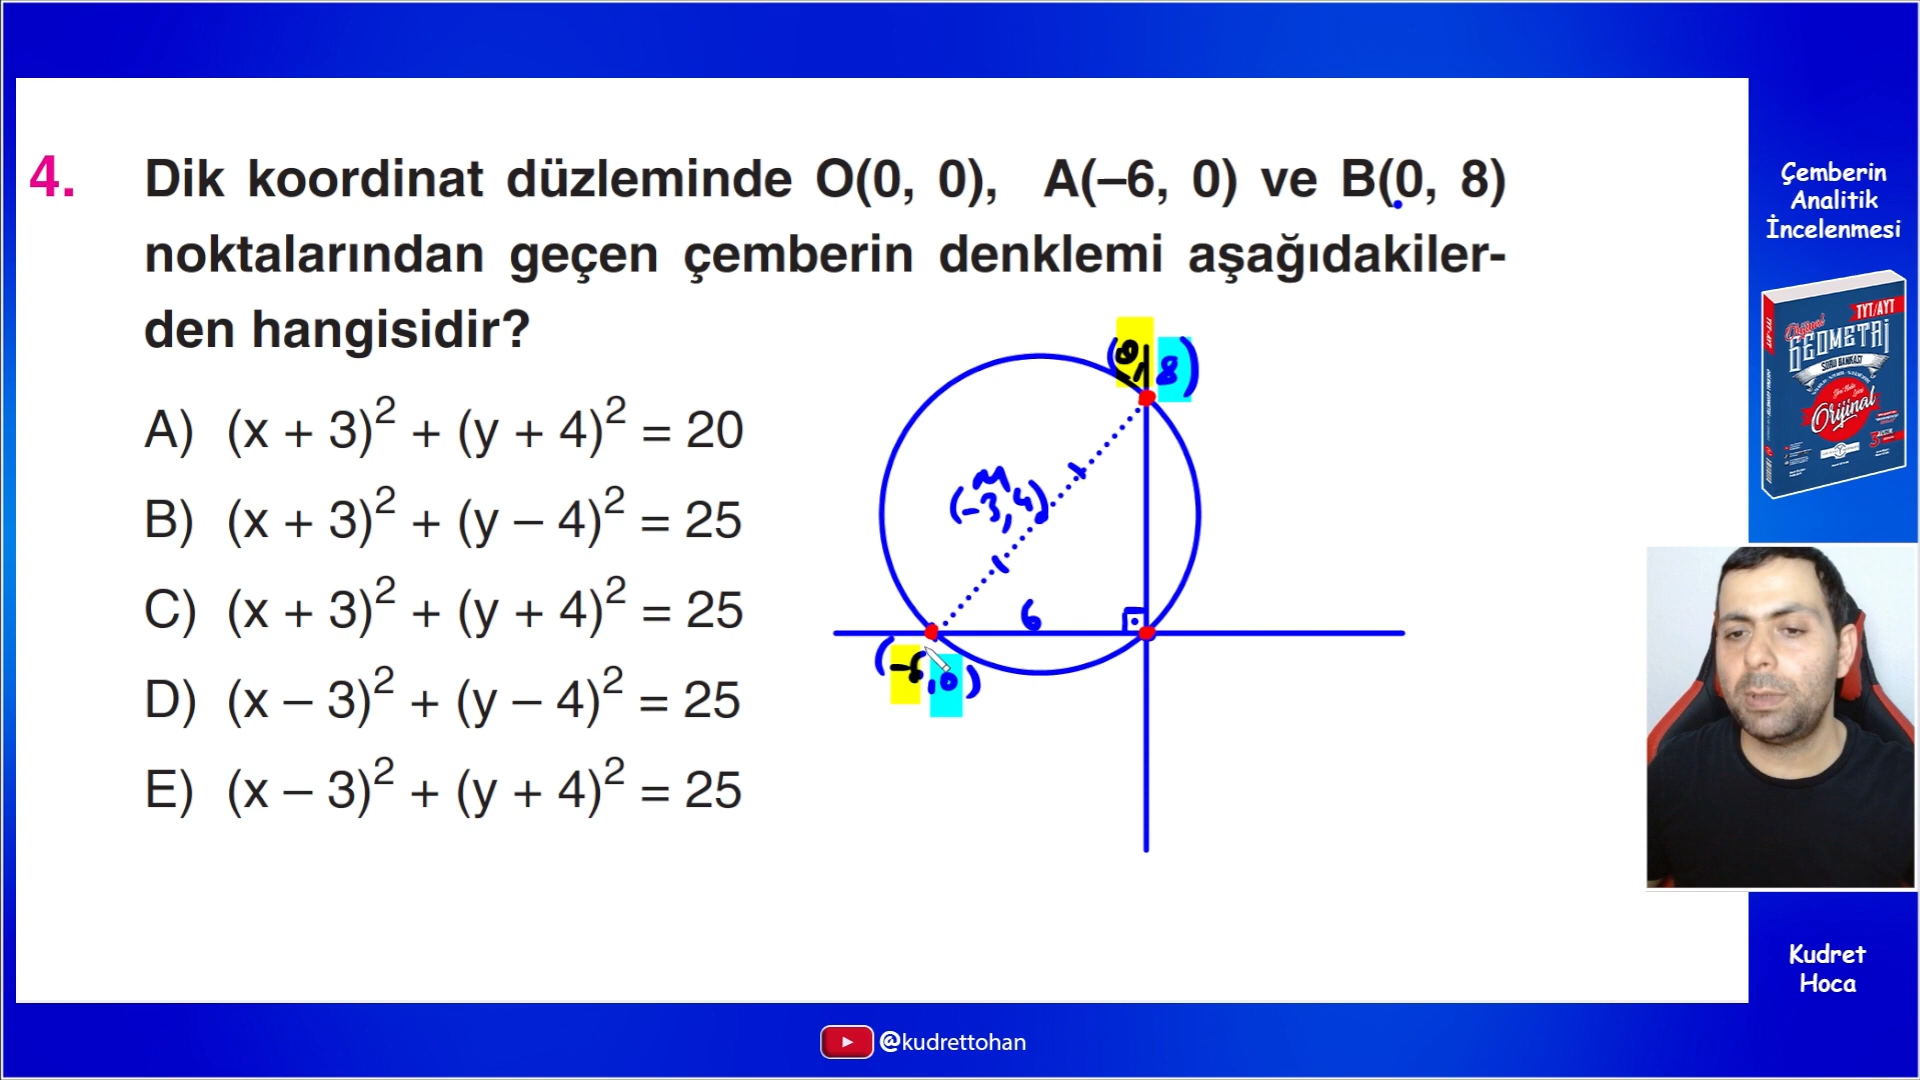 4. Dik koordinat düzleminde O(0, 0), A(–6, 0) ve B(0, 8)
noktalarından geçen çemberin denklemi aşağıdakiler-
den hangisidir?
A) (x + 3)² + (y + 4)² = 20
B) (x + 3)² + (y – 4)² = 25
C) (x + 3)² + (y + 4)² = 25
D) (x – 3)² + (y – 4)² = 25
E) (x – 3)² + (y + 4)² = 25
(0, 8)
M
(-3, 4)
6
(-6, 0)
Çemberin
Analitik
İncelenmesi
TYT/AYT
GEOMETRİ
SORU BANKASI
Orijinal
Kudret
Hoca
@kudrettohan